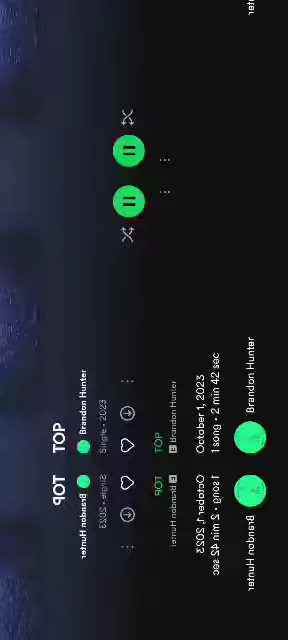 TOP
Brandon Hunter
Single • 2023
TOP
E Brandon Hunter
October 1, 2023
1 song • 2 min 42 sec
Brandon Hunter
TOP
Brandon Hunter
Single • 2023
TOP
E Brandon Hunter
October 1, 2023
1 song • 2 min 42 sec
Brandon Hunter